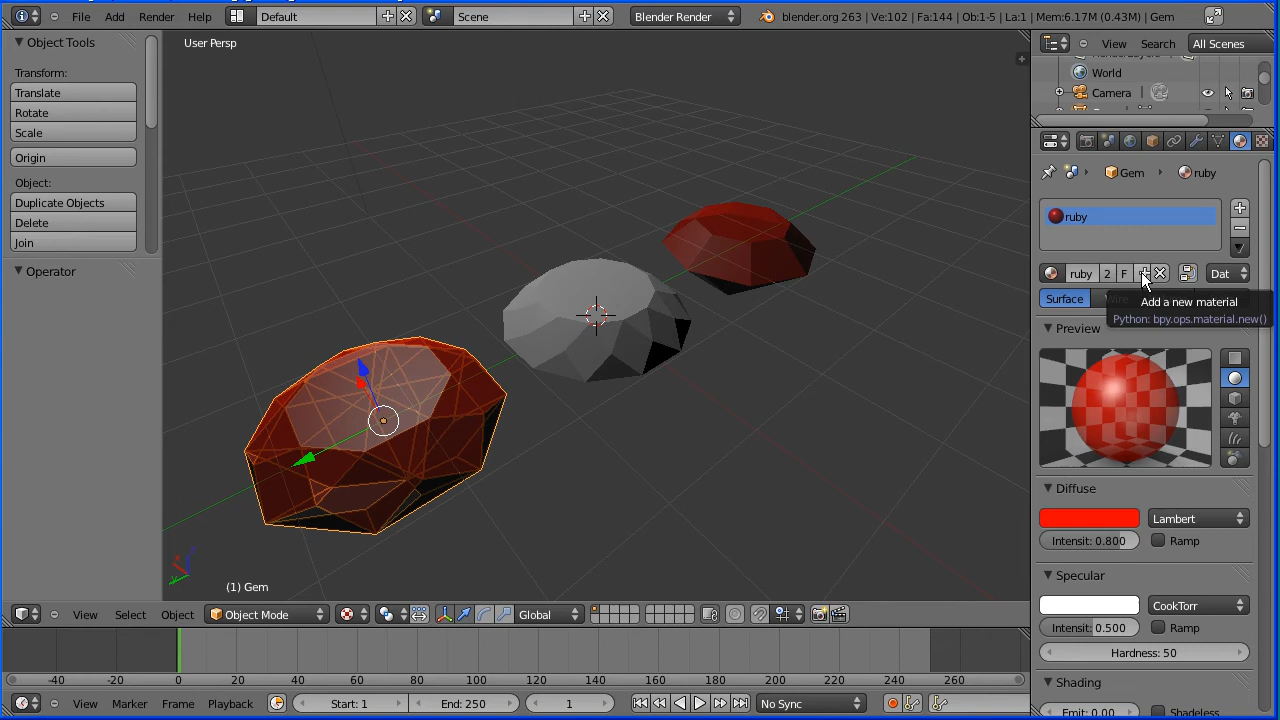 File Add Render Help Default Scene Blender Render blender.org 263 | Ve:102 | Fa:144 | Ob:1-5 | La:1 | Mem:6.17M (0.43M) | Gem
Object Tools
Transform:
Translate
Rotate
Scale
Origin
Object:
Duplicate Objects
Delete
Join
Operator
User Persp
(1) Gem
View Search All Scenes
World
Camera
Gem ruby
ruby
ruby 2 F Dat
Surface
Add a new material
Python: bpy.ops.material.new()
Preview
Diffuse
Lambert
Intensit: 0.800 Ramp
Specular
CookTorr
Intensit: 0.500 Ramp
Hardness: 50
Shading
Emit: 0.00 Shadeless
View Select Object Object Mode Global
-40 -20 0 20 40 60 80 100 120 140 160 180 200 220 240 260
View Marker Frame Playback Start: 1 End: 250 1 No Sync